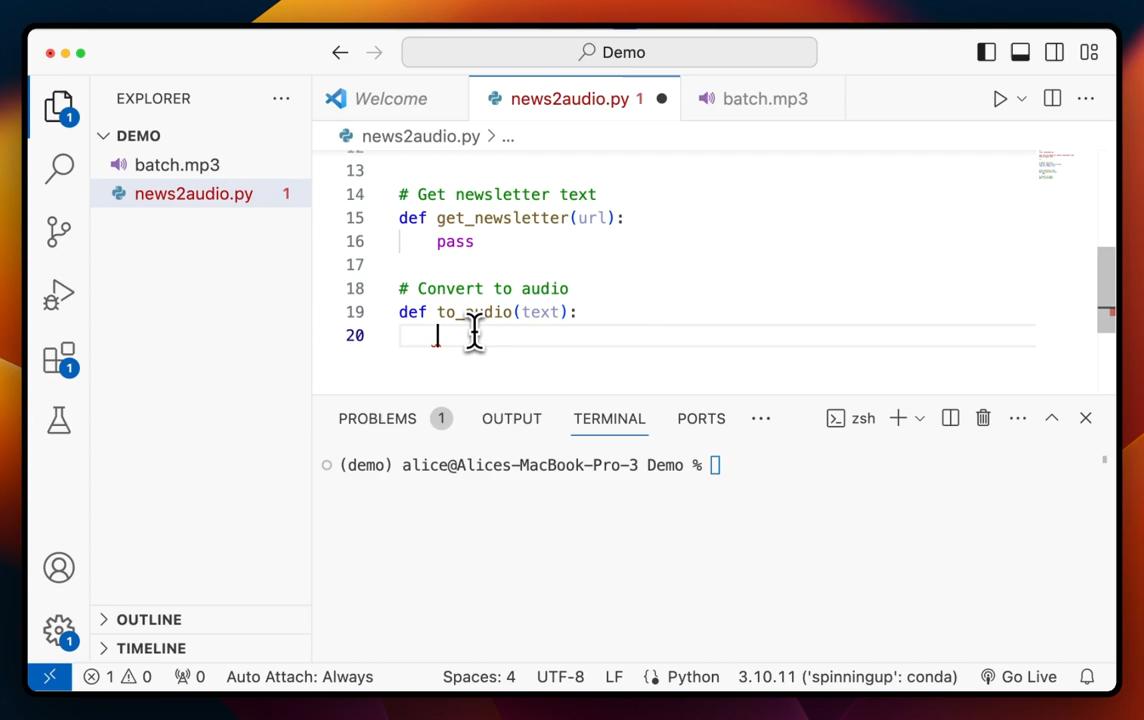 Demo
EXPLORER
Welcome
news2audio.py 1
batch.mp3
DEMO
batch.mp3
news2audio.py 1
news2audio.py > ...
13
14 # Get newsletter text
15 def get_newsletter(url):
16 pass
17
18 # Convert to audio
19 def to_audio(text):
20
PROBLEMS 1 OUTPUT TERMINAL PORTS ... zsh
(demo) alice@Alices-MacBook-Pro-3 Demo %
1
1
1
OUTLINE
TIMELINE
1 0 0 Auto Attach: Always Spaces: 4 UTF-8 LF Python 3.10.11 ('spinningup': conda) Go Live